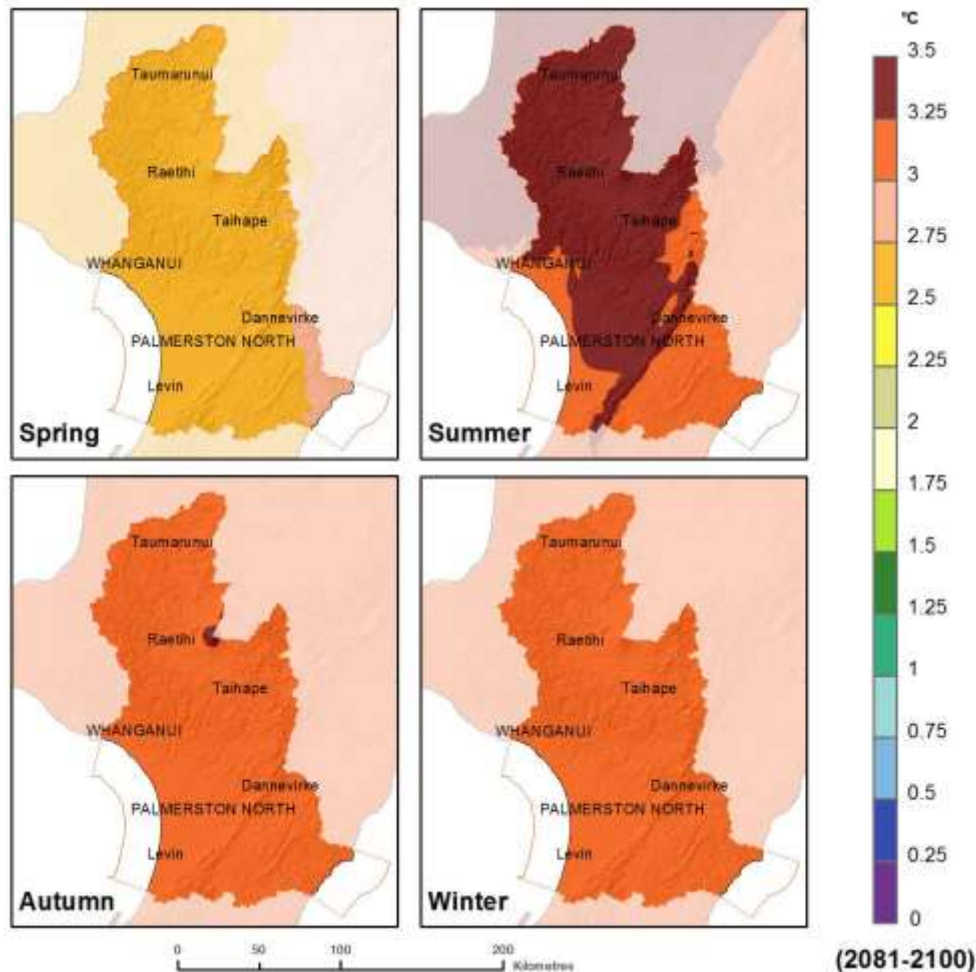 Taumarunui
Raetihi
Taihape
WHANGANUI
Dannevirke
PALMERSTON NORTH
Levin
Spring
Taumarunui
Raetihi
Taihape
WHANGANUI
Dannevirke
PALMERSTON NORTH
Levin
Summer
Taumarunui
Raetihi
Taihape
WHANGANUI
Dannevirke
PALMERSTON NORTH
Levin
Autumn
Taumarunui
Raetihi
Taihape
WHANGANUI
Dannevirke
PALMERSTON NORTH
Levin
Winter
0 50 100 200
Kilometres
ºC
3.5
3.25
3
2.75
2.5
2.25
2
1.75
1.5
1.25
1
0.75
0.5
0.25
0
(2081-2100)